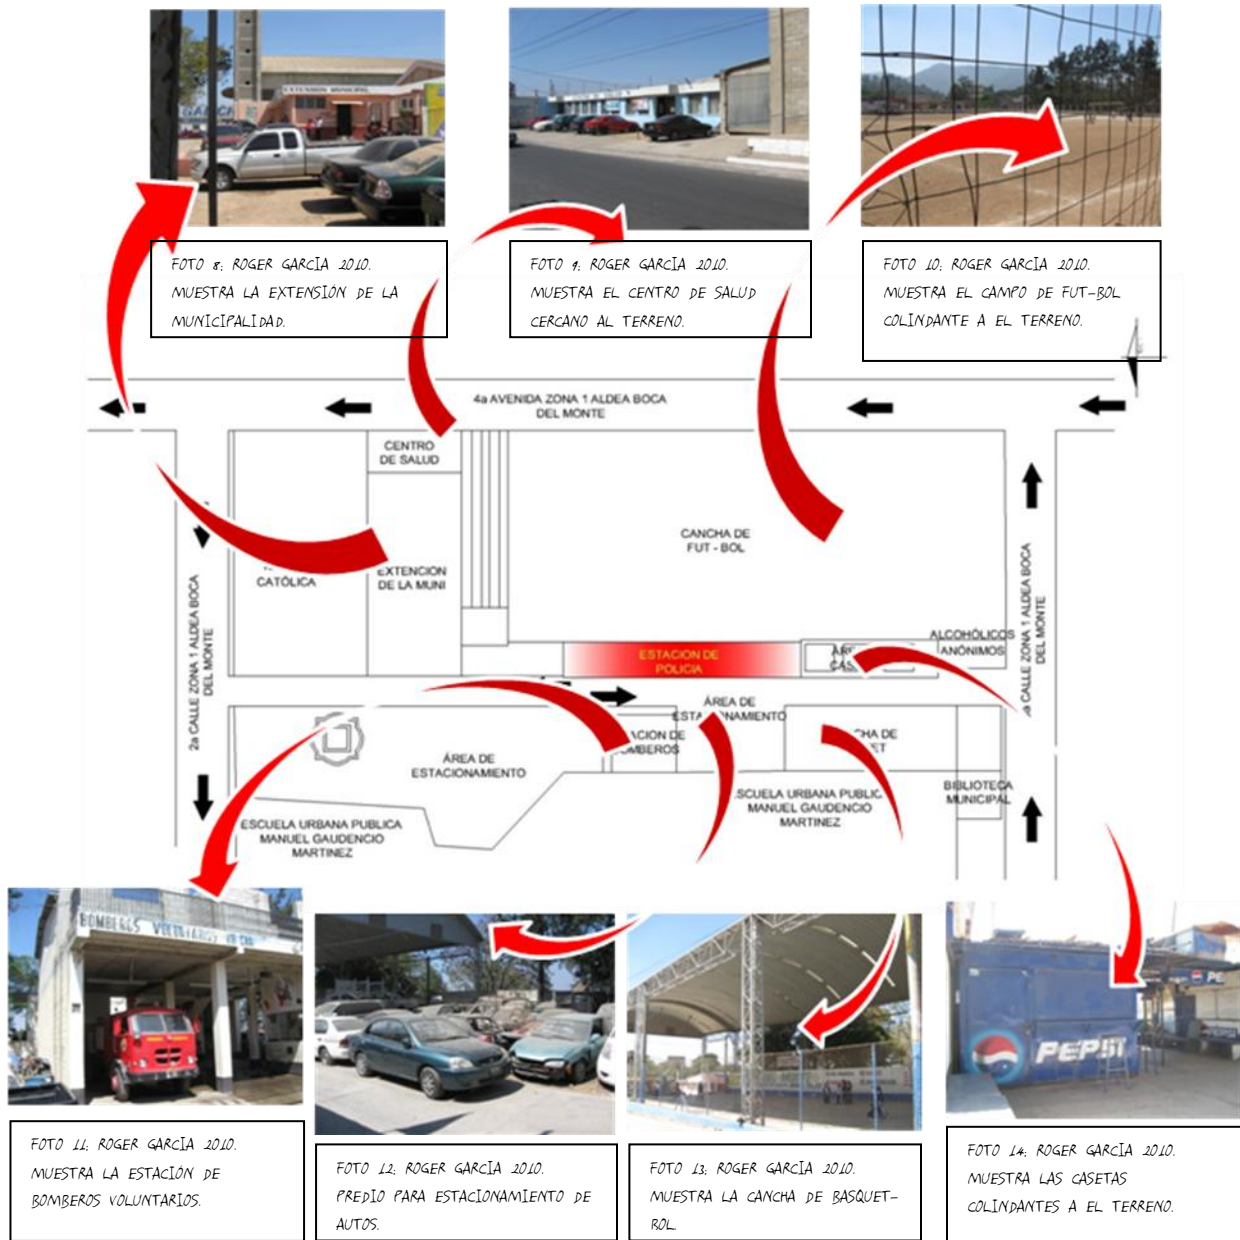 EXTENSION MUNICIPAL
FOTO 8; ROGER GARCÍA 2010.
MUESTRA LA EXTENSIÓN DE LA
MUNICIPALIDAD.
FOTO 9; ROGER GARCÍA 2010.
MUESTRA EL CENTRO DE SALUD
CERCANO AL TERRENO.
FOTO 10; ROGER GARCÍA 2010.
MUESTRA EL CAMPO DE FUT-BOL
COLINDANTE A EL TERRENO.
4a AVENIDA ZONA 1 ALDEA BOCA
DEL MONTE
CENTRO
DE SALUD
CANCHA DE
FUT - BOL
CATÓLICA
EXTENCION
DE LA MUNI
2a CALLE ZONA 1 ALDEA BOCA
DEL MONTE
CALLE ZONA 1 ALDEA BOCA
DEL MONTE
ESTACION DE
POLICIA
ALCOHÓLICOS
ANÓNIMOS
ÁREA DE
ÁREA DE
ESTACIONAMIENTO
DE
BIBLIOTECA
MUNICIPAL
ESCUELA URBANA PUBLICA
MANUEL GAUDENCIO
MARTINEZ
URBANA
MANUEL GAUDENCIO
MARTINEZ
BOMBEROS VOLUNTARIOS
PEPSI
FOTO 11; ROGER GARCÍA 2010.
MUESTRA LA ESTACIÓN DE
BOMBEROS VOLUNTARIOS.
FOTO 12; ROGER GARCÍA 2010.
PREDIO PARA ESTACIONAMIENTO DE
AUTOS.
FOTO 13; ROGER GARCÍA 2010.
MUESTRA LA CANCHA DE BASQUET-
BOL.
FOTO 14; ROGER GARCÍA 2010.
MUESTRA LAS CASETAS
COLINDANTES A EL TERRENO.